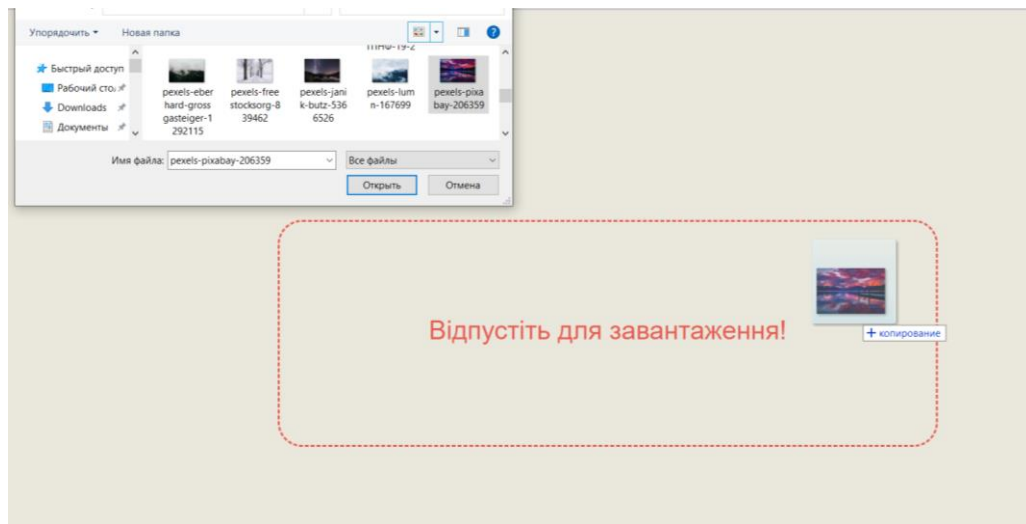 Упорядочить Новая папка
Быстрый доступ
Рабочий сто.
Downloads
Документы
pexels-eber
hard-gross
gasteiger-1
292115
pexels-free
stocksorg-8
39462
pexels-jani
k-butz-536
6526
pexels-lum
n-167699
pexels-pixa
bay-206359
Имя файла: pexels-pixabay-206359 Все файлы
Открыть Отмена
Відпустіть для завантаження!
+ копирование